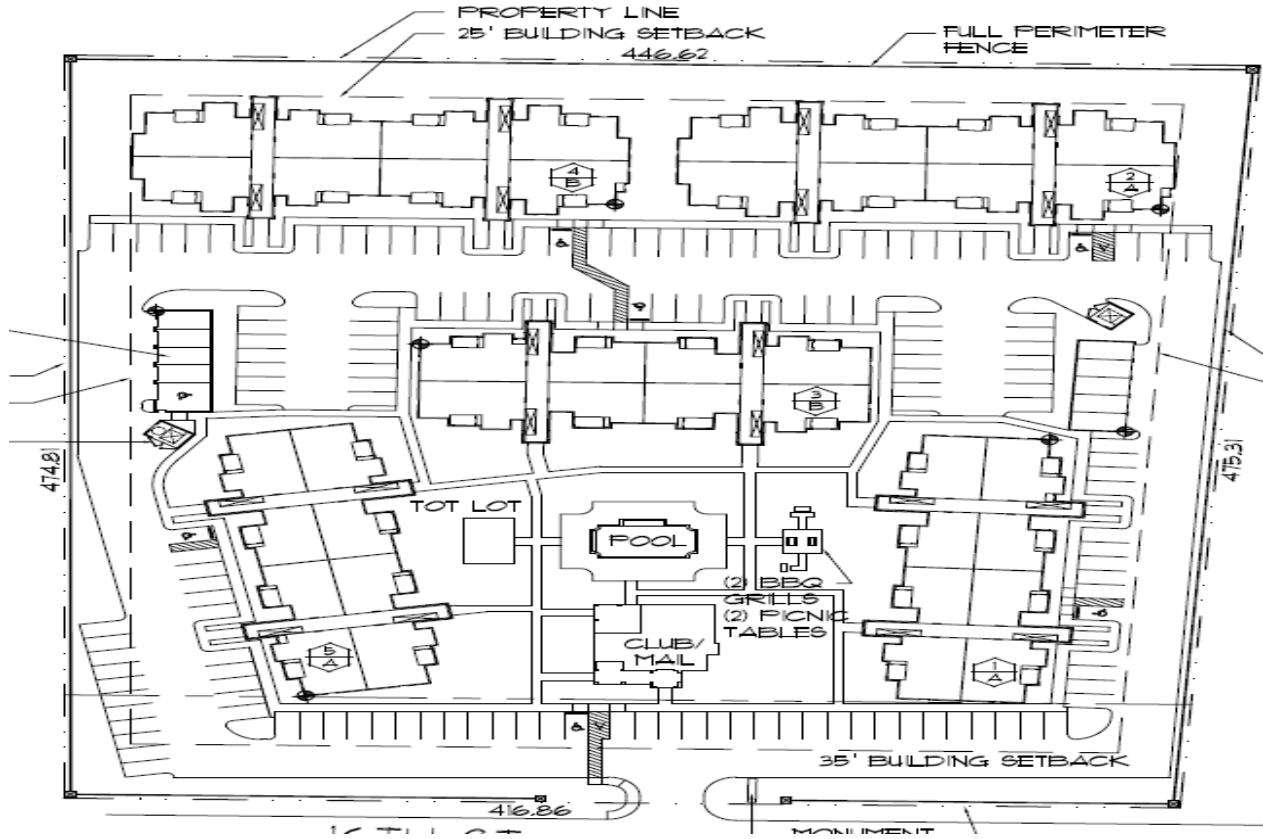 PROPERTY LINE
25' BUILDING SETBACK
446.62
FULL PERIMETER
FENCE
4
B
2
A
3
B
474.81
475.31
TOT LOT
POOL
(2) BBQ
GRILLS
(2) PICNIC
TABLES
CLUB/
MAIL
5
A
1
A
35' BUILDING SETBACK
416.86
MONUMENT